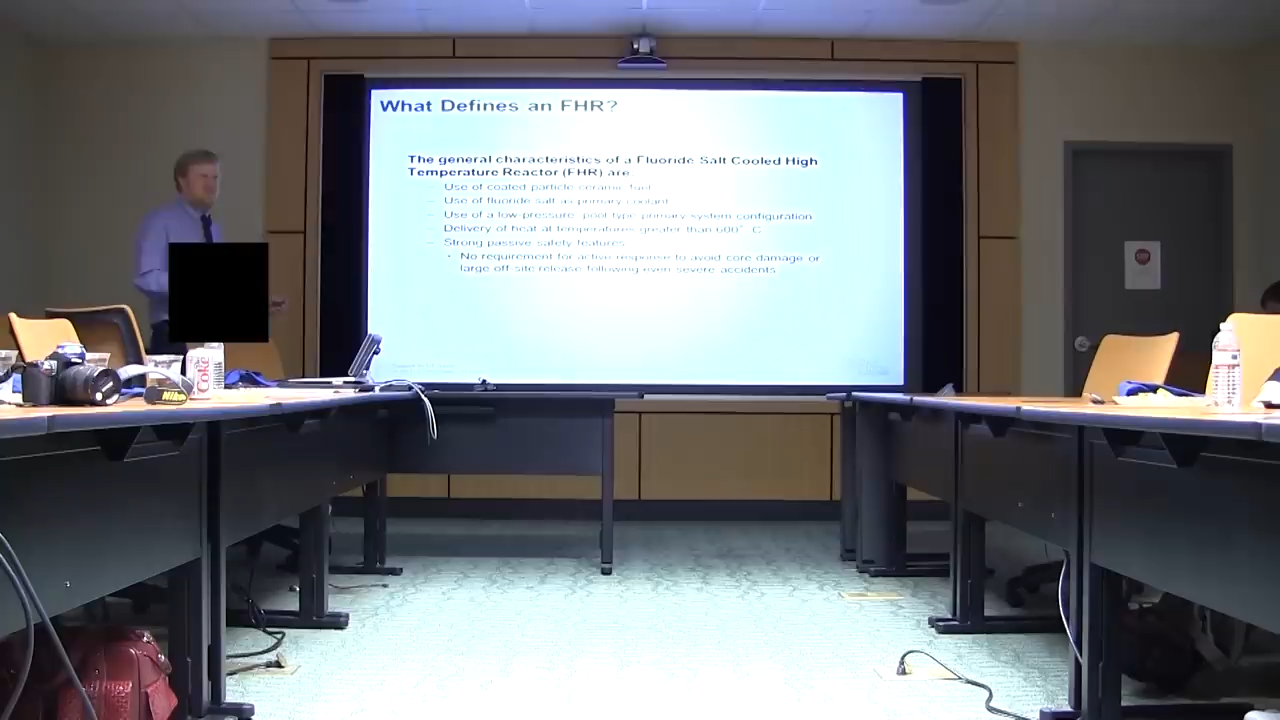 What Defines an FHR?
The general characteristics of a Fluoride Salt Cooled High
Temperature Reactor (FHR) are
– Use of coated particle ceramic fuel
– Use of fluoride salt as primary coolant
– Use of a low-pressure, pool type primary system configuration
– Delivery of heat at temperatures greater than 600° C
– Strong passive safety features
• No requirement for active response to avoid core damage or
large off-site release following even severe accidents
Coke
Nikon
STOP